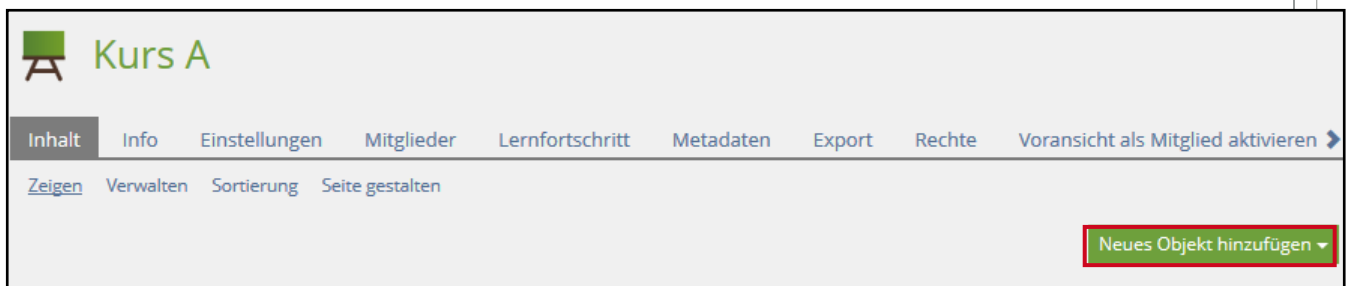 Kurs A
Inhalt Info Einstellungen Mitglieder Lernfortschritt Metadaten Export Rechte Voransicht als Mitglied aktivieren
Zeigen Verwalten Sortierung Seite gestalten
Neues Objekt hinzufügen